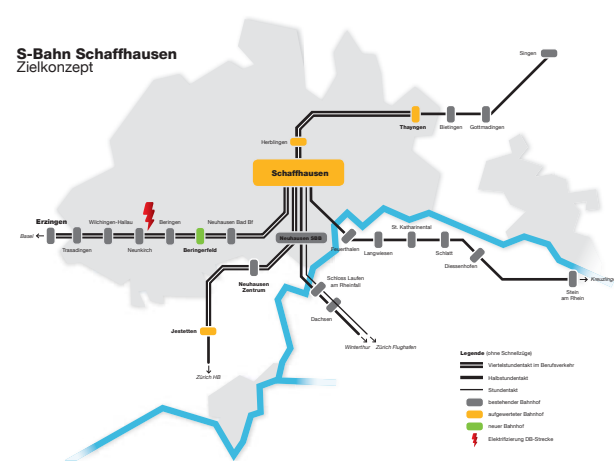 S-Bahn Schaffhausen
Zielkonzept
Singen
Thayngen
Bietingen
Gottmadingen
Herblingen
Schaffhausen
Erzingen
Wilchingen-Hallau
Beringen
Neuhausen Bad Bf
Basel
Trasadingen
Neunkirch
Beringerfeld
Neuhausen SBB
Feuerthalen
Langwiesen
St. Katharinental
Schlatt
Diessenhofen
Stein
am Rhein
Kreuzlingen
Neuhausen
Zentrum
Schloss Laufen
am Rheinfall
Dachsen
Jestetten
Winterthur
Zürich Flughafen
Zürich HB
Legende (ohne Schnellzüge)
Viertelstundentakt im Berufsverkehr
Halbstundentakt
Stundentakt
bestehender Bahnhof
aufgewerteter Bahnhof
neuer Bahnhof
Elektrifizierung DB-Strecke